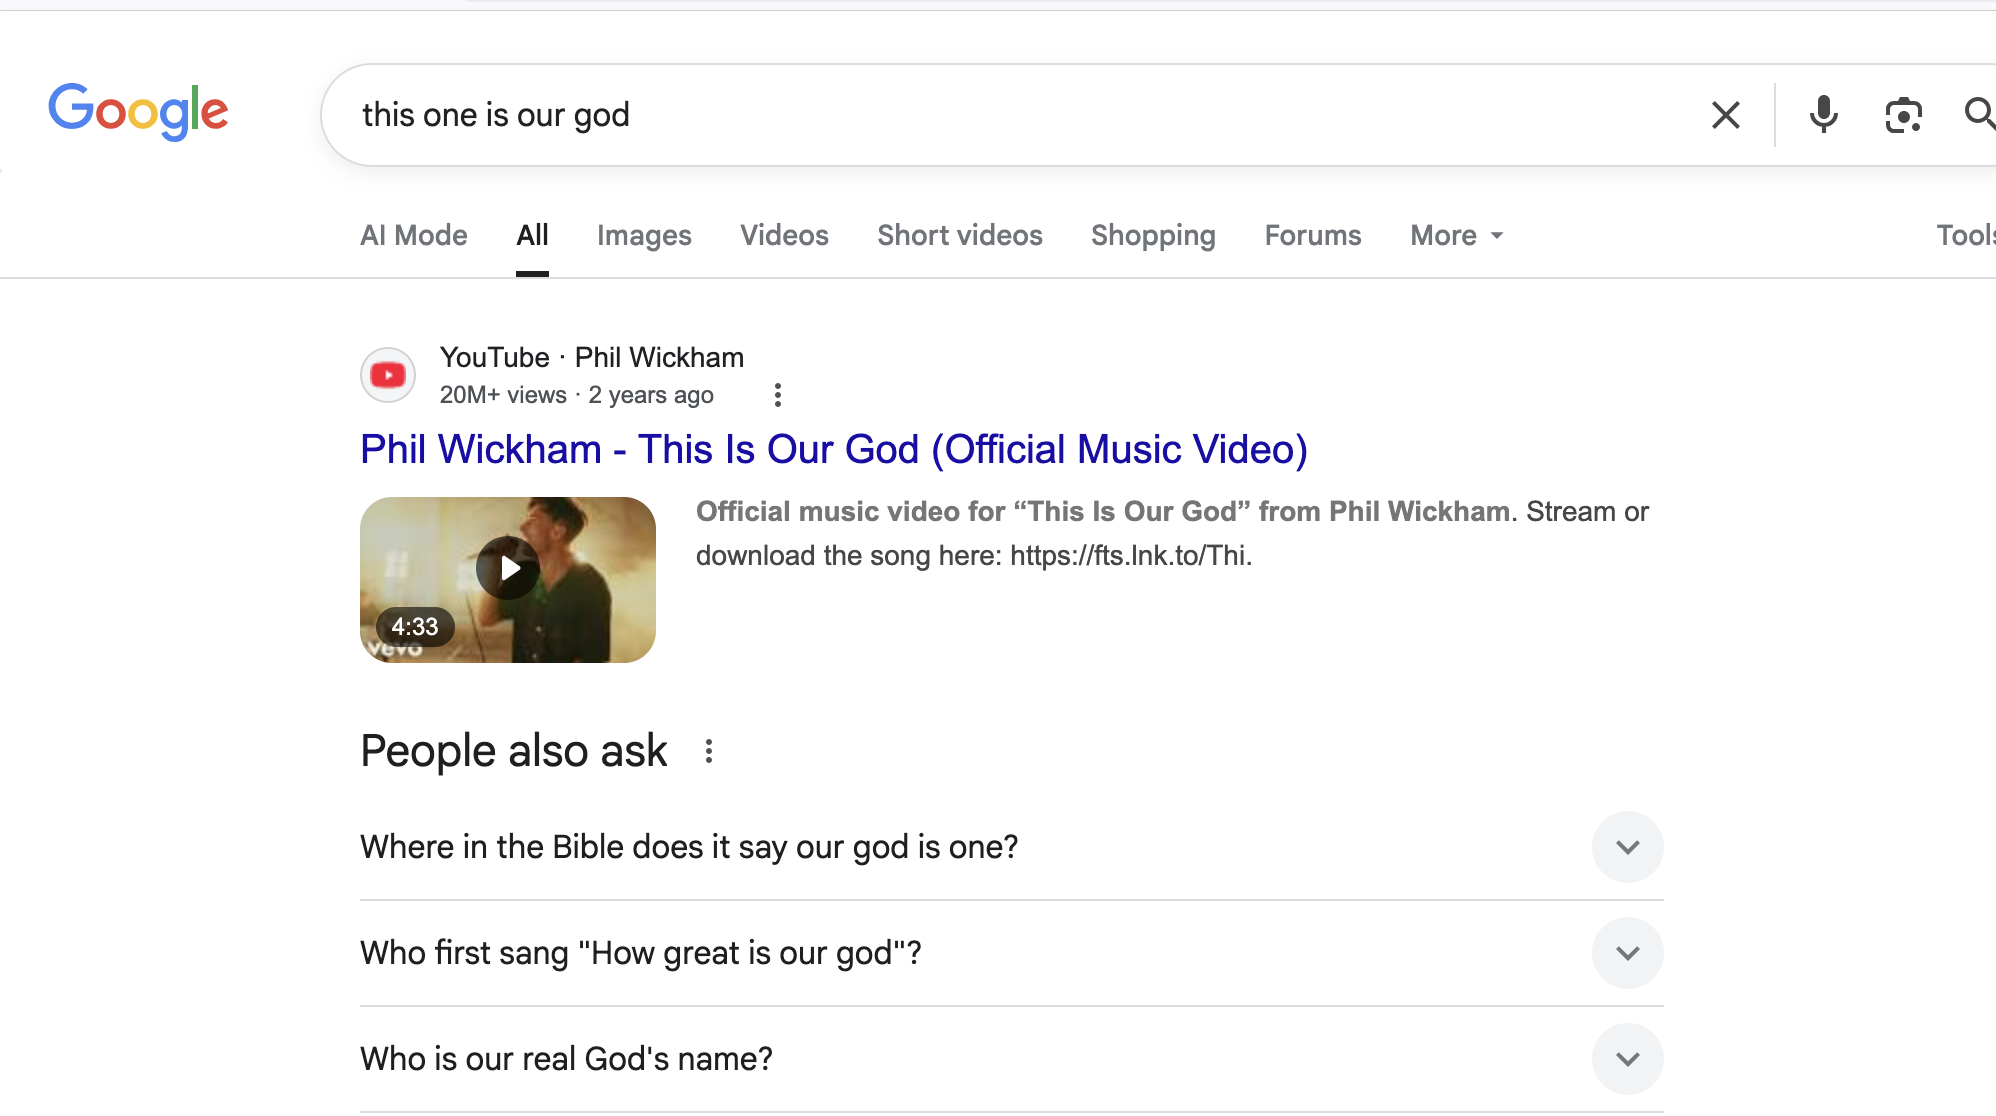 Google
this one is our god
AI Mode All Images Videos Short videos Shopping Forums More
YouTube · Phil Wickham
20M+ views · 2 years ago
Phil Wickham - This Is Our God (Official Music Video)
Official music video for “This Is Our God” from Phil Wickham. Stream or
download the song here: https://fts.lnk.to/Thi.
4:33
vevo
People also ask
Where in the Bible does it say our god is one?
Who first sang "How great is our god"?
Who is our real God's name?